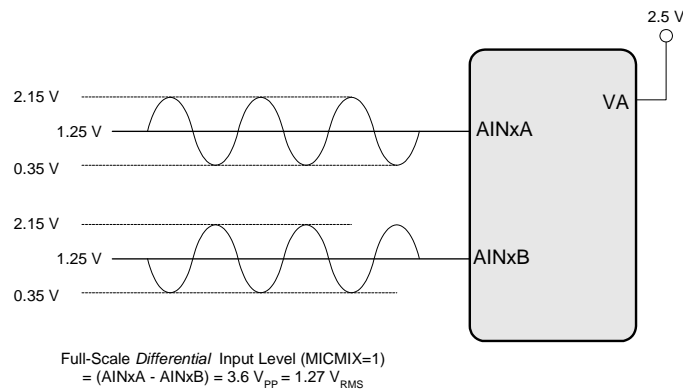 2.5 V
VA
2.15 V
1.25 V
AINxA
0.35 V
2.15 V
1.25 V
AINxB
0.35 V
Full-Scale Differential Input Level (MICMIX=1)
= (AINxA - AINxB) = 3.6 VPP = 1.27 VRMS